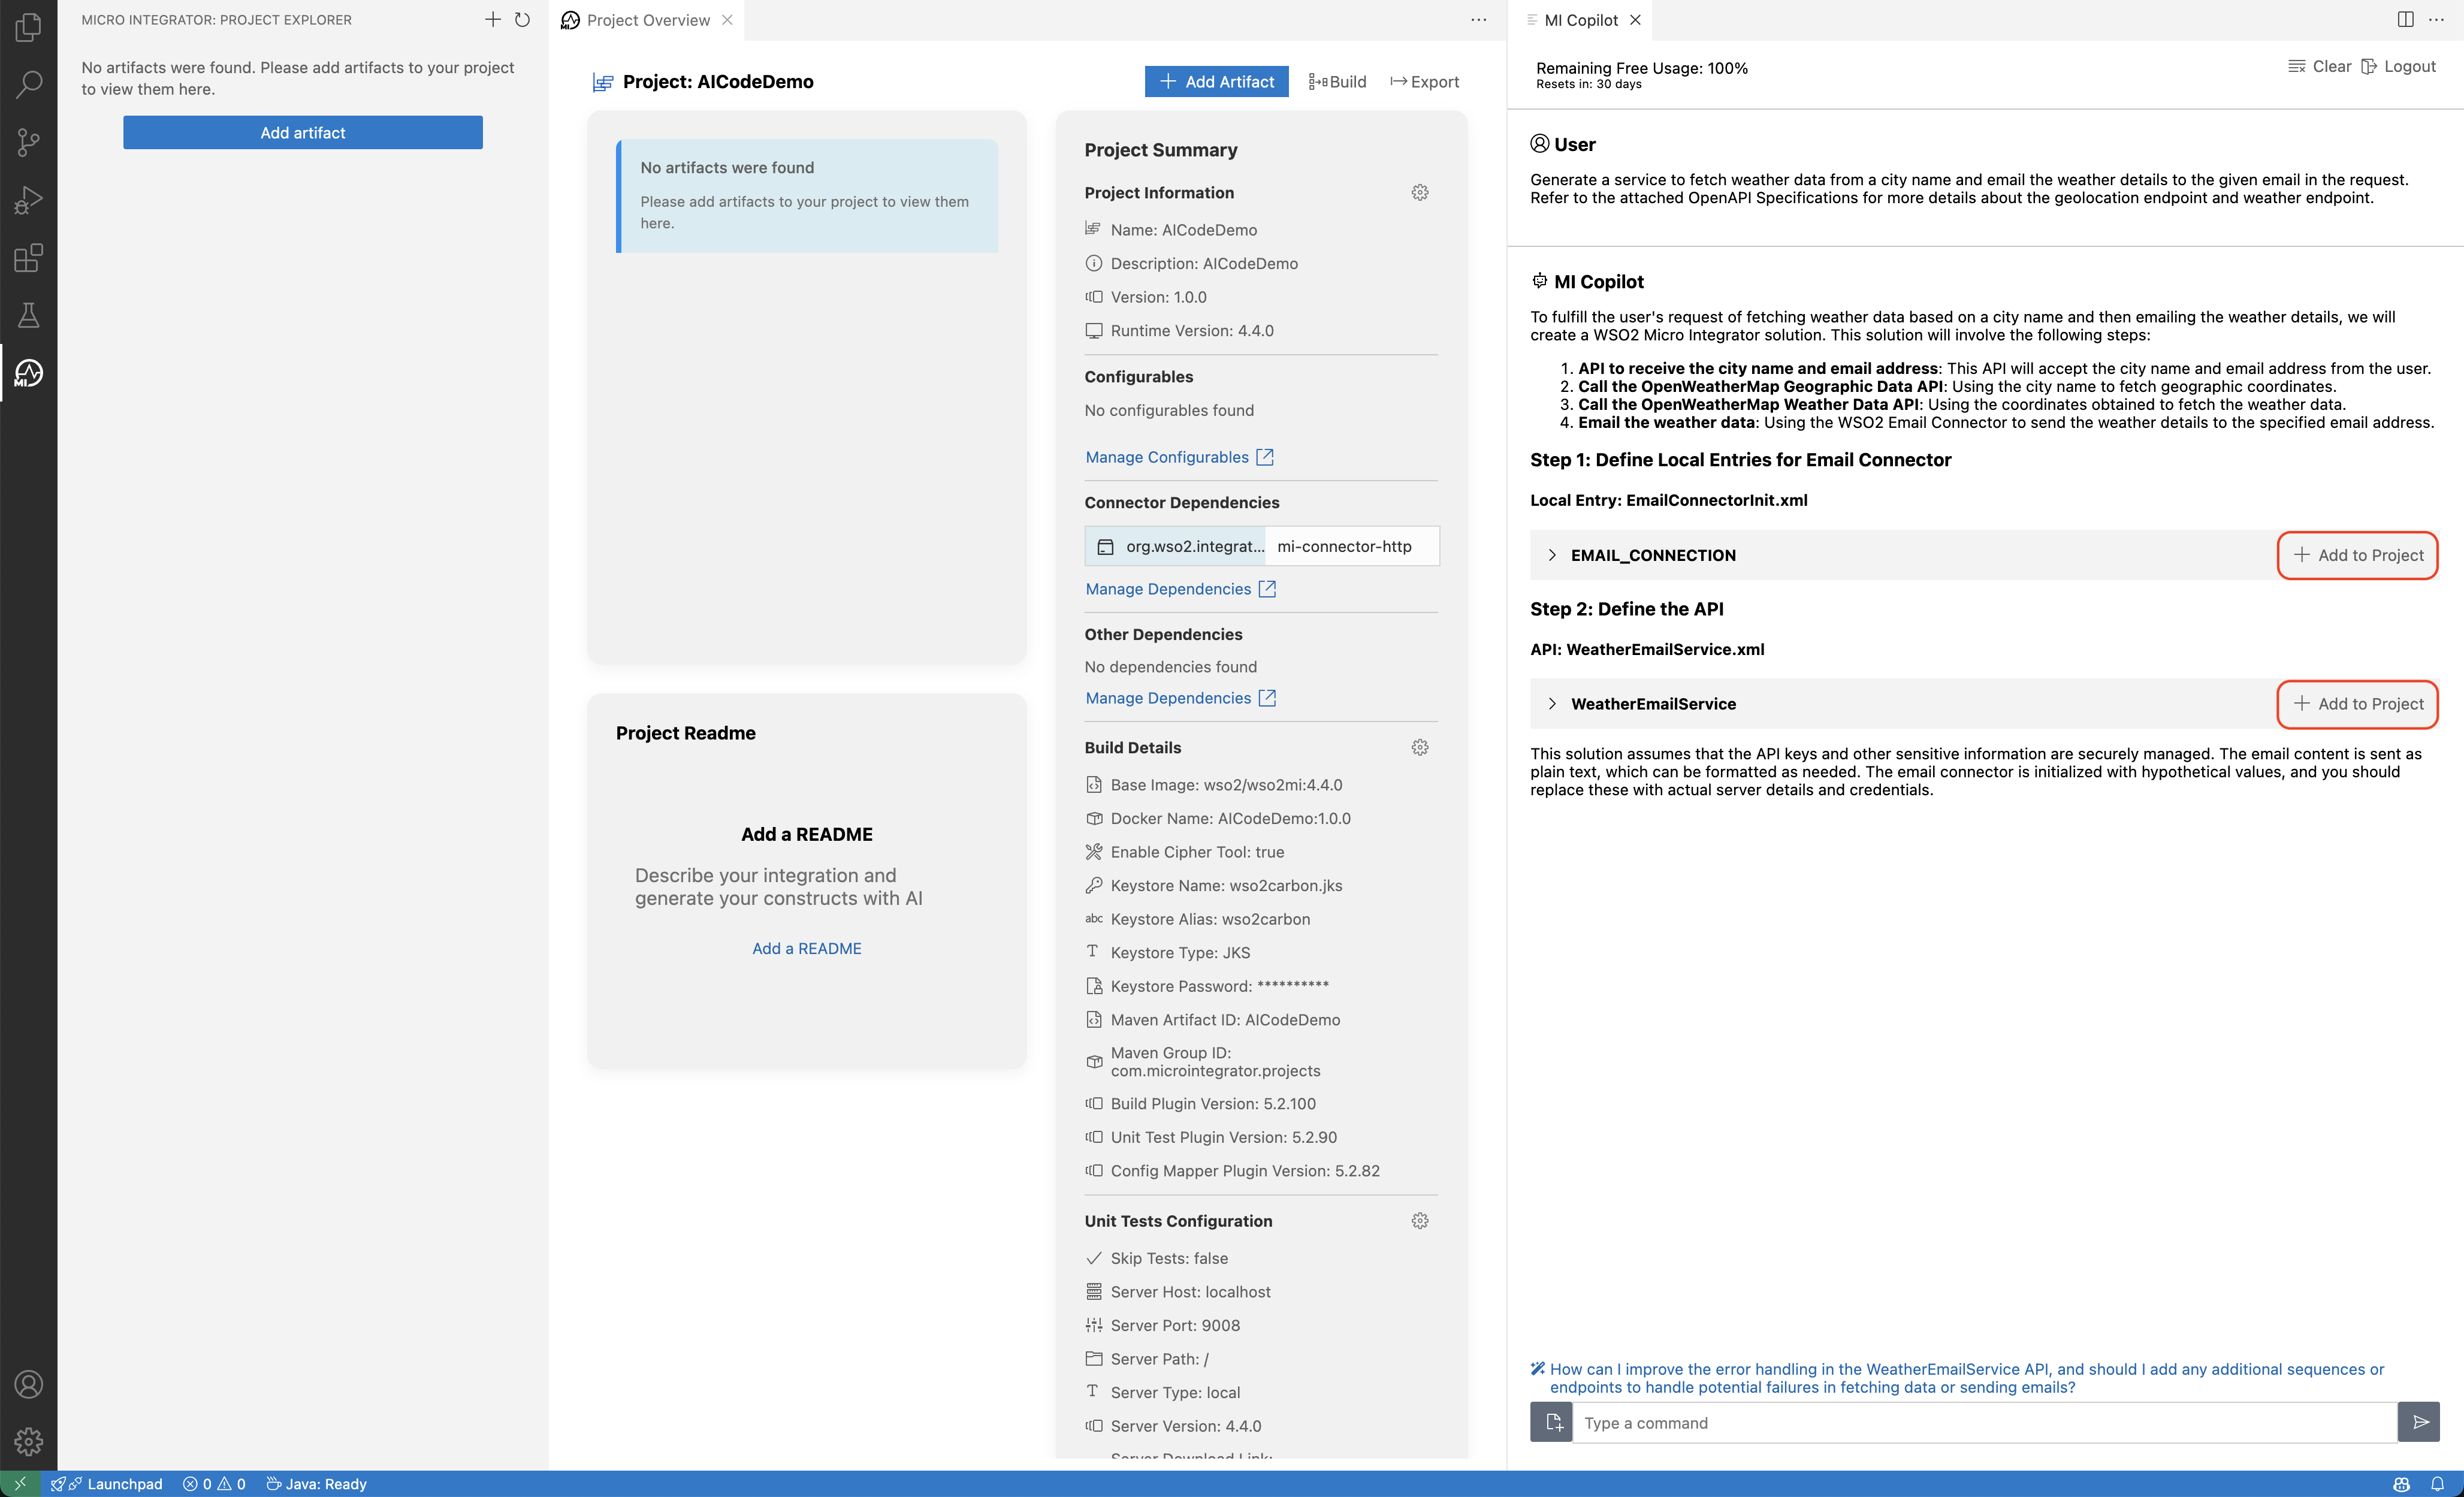 MICRO INTEGRATOR: PROJECT EXPLORER
No artifacts were found. Please add artifacts to your project
to view them here.
Add artifact
MI
Project Overview
Project: AICodeDemo
Add Artifact
Build
Export
No artifacts were found
Please add artifacts to your project to view them
here.
Project Readme
Add a README
Describe your integration and
generate your constructs with AI
Add a README
Project Summary
Project Information
Name: AICodeDemo
Description: AICodeDemo
Version: 1.0.0
Runtime Version: 4.4.0
Configurables
No configurables found
Manage Configurables
Connector Dependencies
org.wso2.integrat... mi-connector-http
Manage Dependencies
Other Dependencies
No dependencies found
Manage Dependencies
Build Details
Base Image: wso2/wso2mi:4.4.0
Docker Name: AICodeDemo:1.0.0
Enable Cipher Tool: true
Keystore Name: wso2carbon.jks
abc Keystore Alias: wso2carbon
Keystore Type: JKS
Keystore Password: **********
Maven Artifact ID: AICodeDemo
Maven Group ID:
com.microintegrator.projects
Build Plugin Version: 5.2.100
Unit Test Plugin Version: 5.2.90
Config Mapper Plugin Version: 5.2.82
Unit Tests Configuration
Skip Tests: false
Server Host: localhost
Server Port: 9008
Server Path: /
Server Type: local
Server Version: 4.4.0
Server Download Link:
MI Copilot
Remaining Free Usage: 100%
Resets in: 30 days
Clear
Logout
User
Generate a service to fetch weather data from a city name and email the weather details to the given email in the request.
Refer to the attached OpenAPI Specifications for more details about the geolocation endpoint and weather endpoint.
MI Copilot
To fulfill the user's request of fetching weather data based on a city name and then emailing the weather details, we will
create a WSO2 Micro Integrator solution. This solution will involve the following steps:
1. API to receive the city name and email address: This API will accept the city name and email address from the user.
2. Call the OpenWeatherMap Geographic Data API: Using the city name to fetch geographic coordinates.
3. Call the OpenWeatherMap Weather Data API: Using the coordinates obtained to fetch the weather data.
4. Email the weather data: Using the WSO2 Email Connector to send the weather details to the specified email address.
Step 1: Define Local Entries for Email Connector
Local Entry: EmailConnectorInit.xml
EMAIL_CONNECTION
Add to Project
Step 2: Define the API
API: WeatherEmailService.xml
WeatherEmailService
Add to Project
This solution assumes that the API keys and other sensitive information are securely managed. The email content is sent as
plain text, which can be formatted as needed. The email connector is initialized with hypothetical values, and you should
replace these with actual server details and credentials.
How can I improve the error handling in the WeatherEmailService API, and should I add any additional sequences or
endpoints to handle potential failures in fetching data or sending emails?
Type a command
Launchpad
0
0
Java: Ready